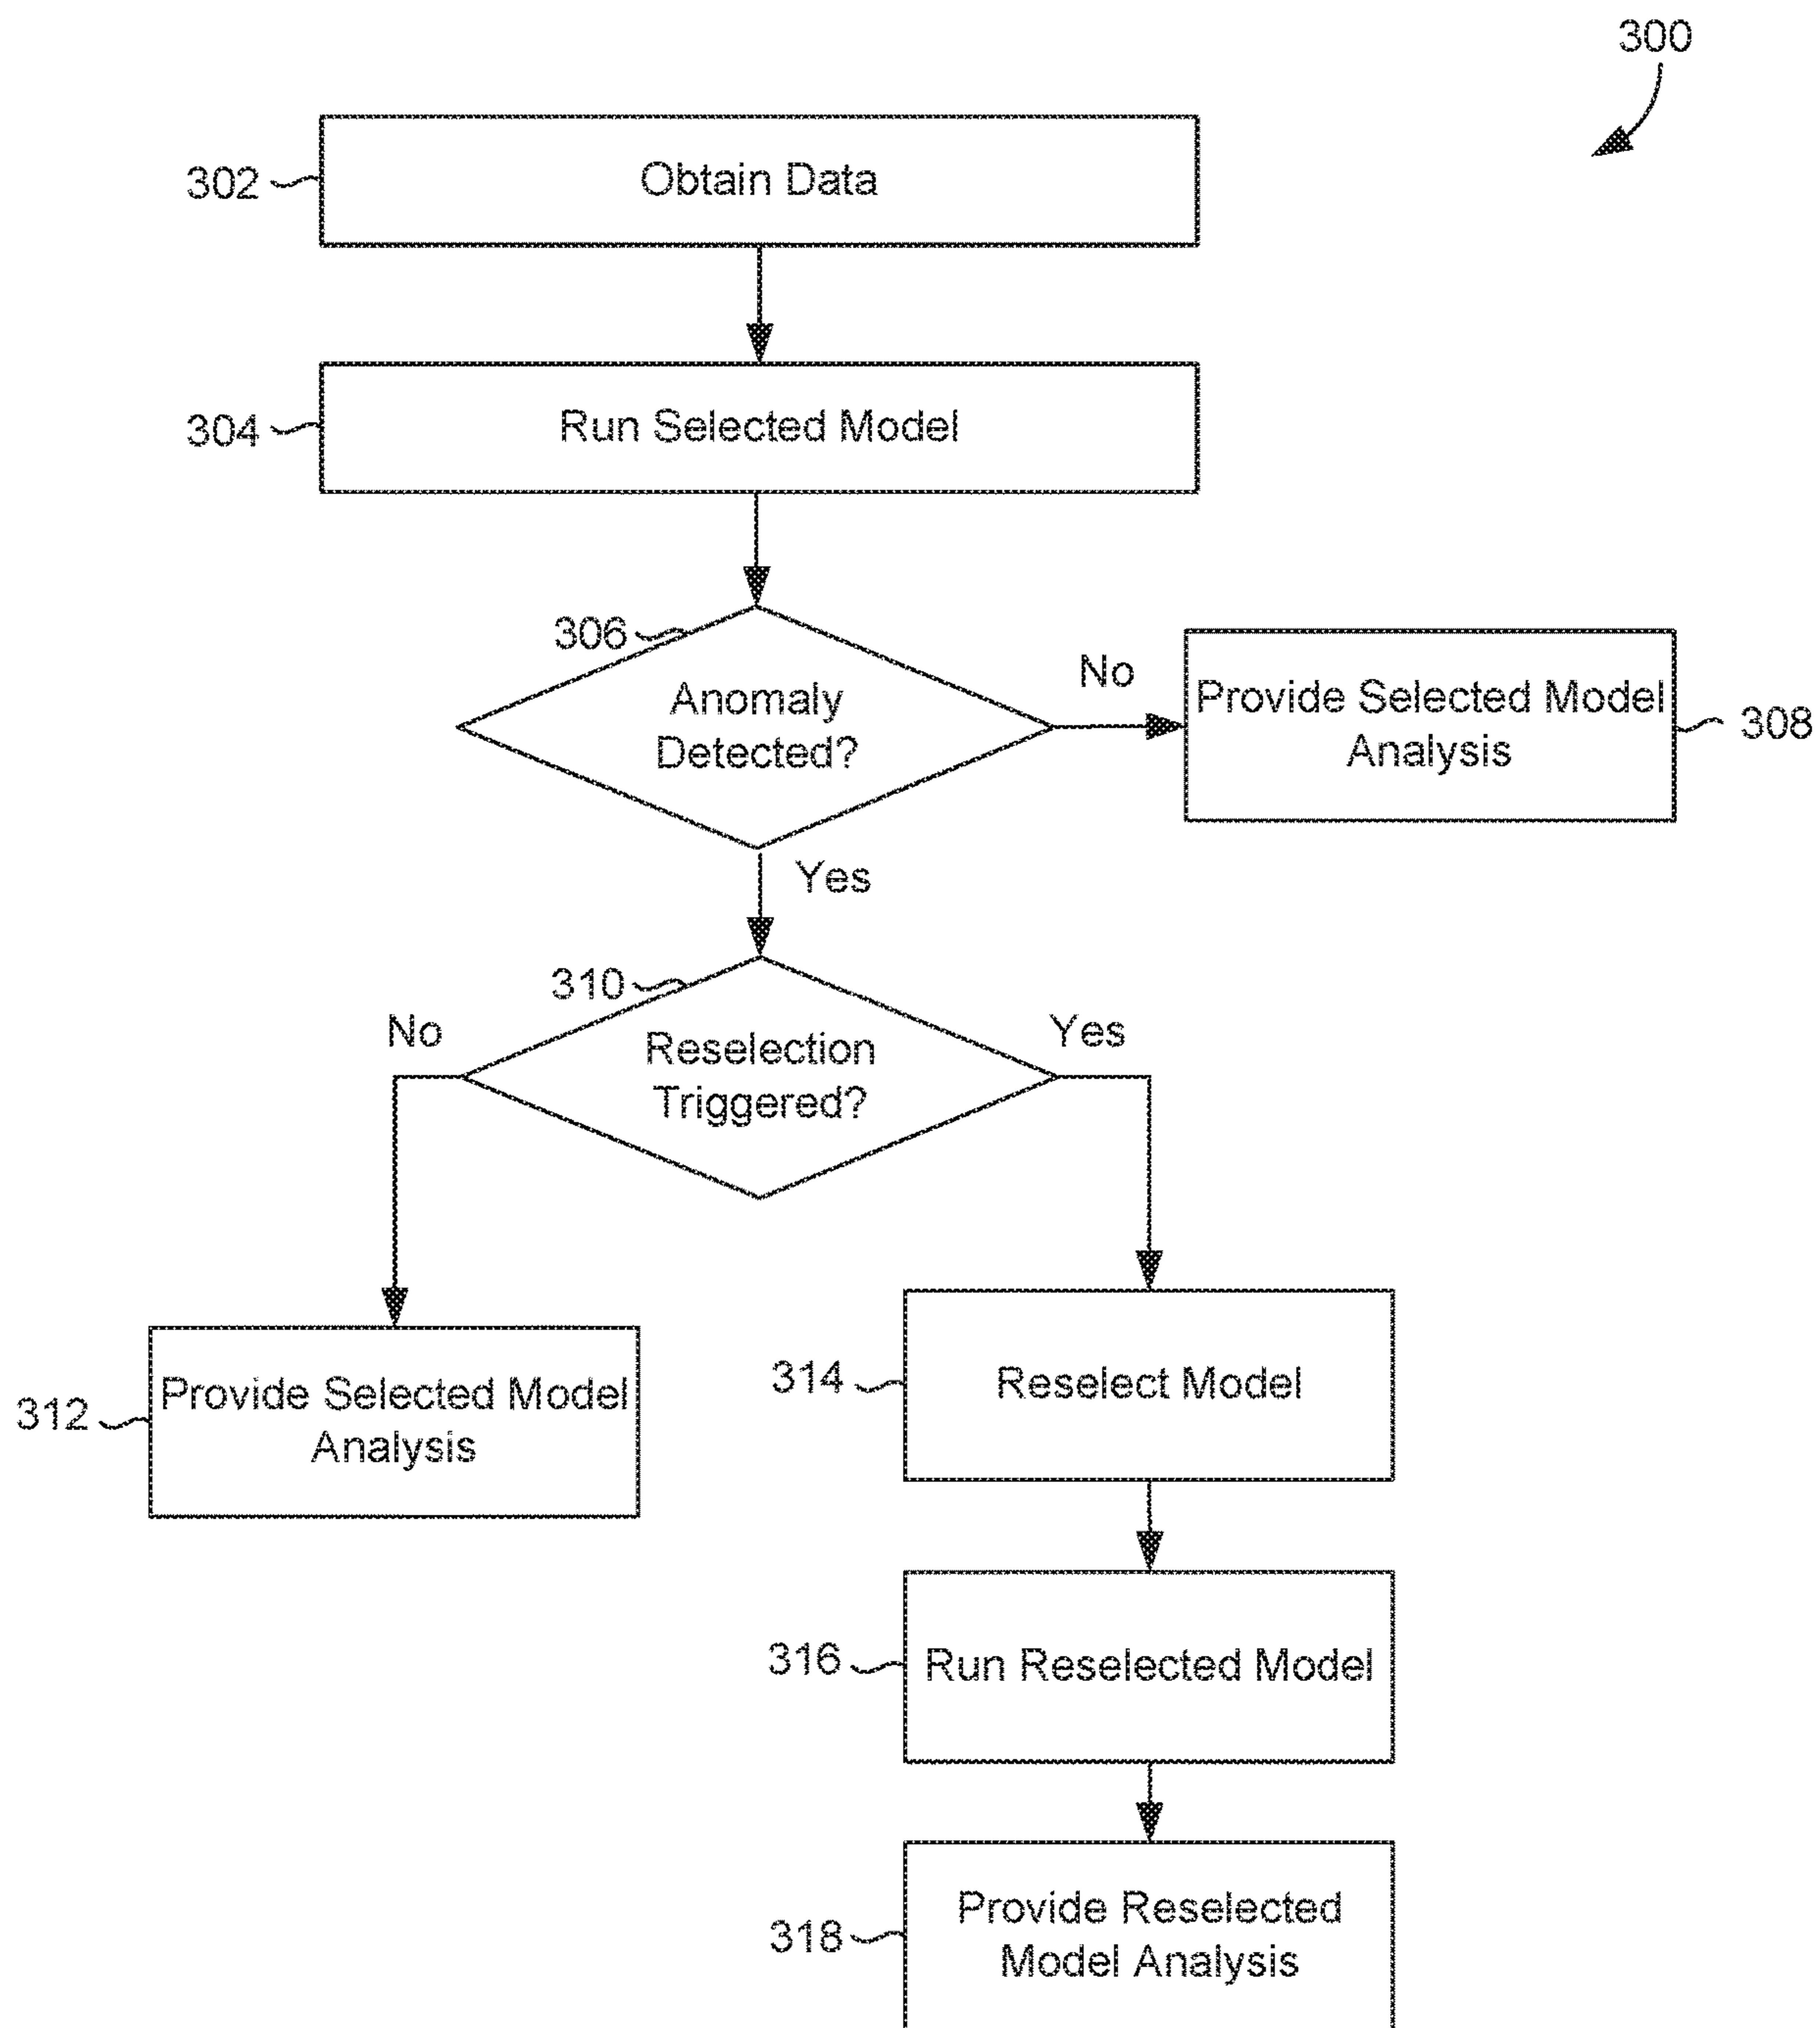 300
302
Obtain Data
304
Run Selected Model
306
Anomaly
Detected?
No
Provide Selected Model
Analysis
308
Yes
310
Reselection
Triggered?
No
Yes
312
Provide Selected Model
Analysis
314
Reselect Model
316
Run Reselected Model
318
Provide Reselected
Model Analysis